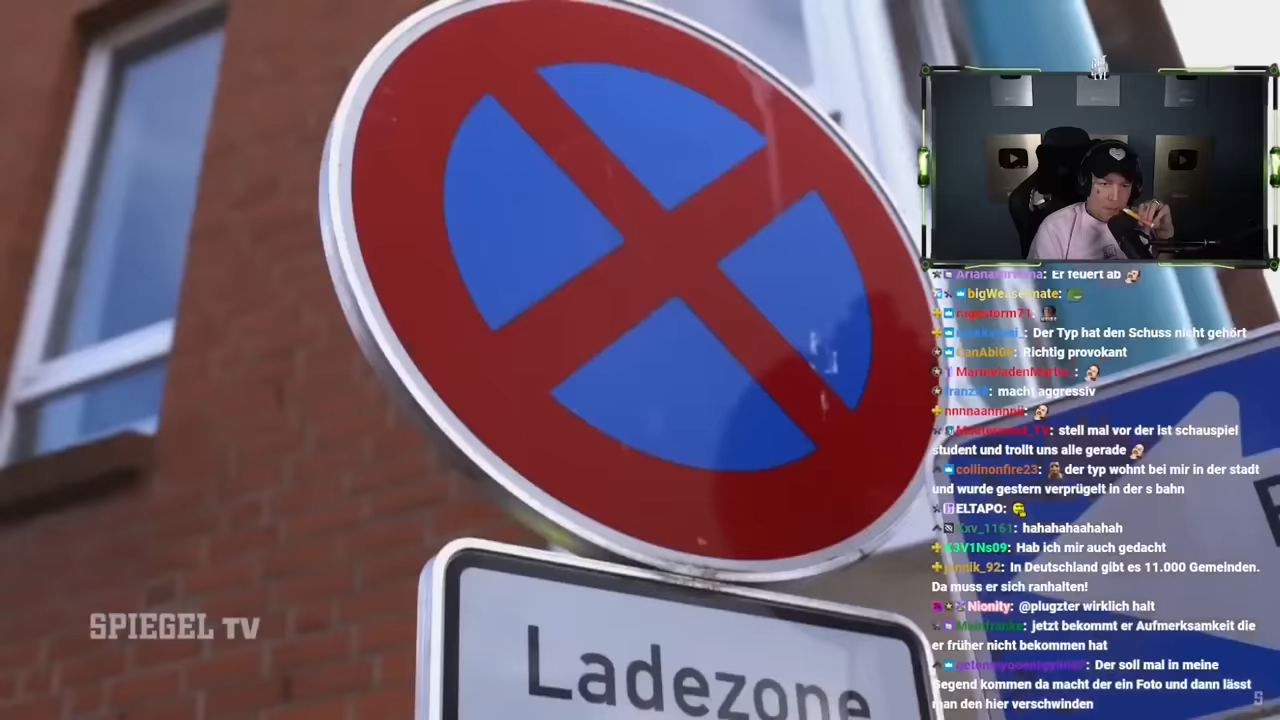 SPIEGEL TV
Ladezone
Er feuert ab
bigWeasemate:
ragestorm71:
Der Typ hat den Schuss nicht gehört
Richtig provokant
macht aggressiv
nnnnaannnnii:
stell mal vor der ist schauspiel
student und trollt uns alle gerade
collinonfire23: der typ wohnt bei mir in der stadt
und wurde gestern verprügelt in der s bahn
ELTAPO:
Xxv_1161: hahahahaahahah
K3V1Ns09: Hab ich mir auch gedacht
jannik_92: In Deutschland gibt es 11.000 Gemeinden.
Da muss er sich ranhalten!
Nionity: @plugzter wirklich halt
jetzt bekommt er Aufmerksamkeit die
er früher nicht bekommen hat
Der soll mal in meine
Gegend kommen da macht der ein Foto und dann lässt
man den hier verschwinden